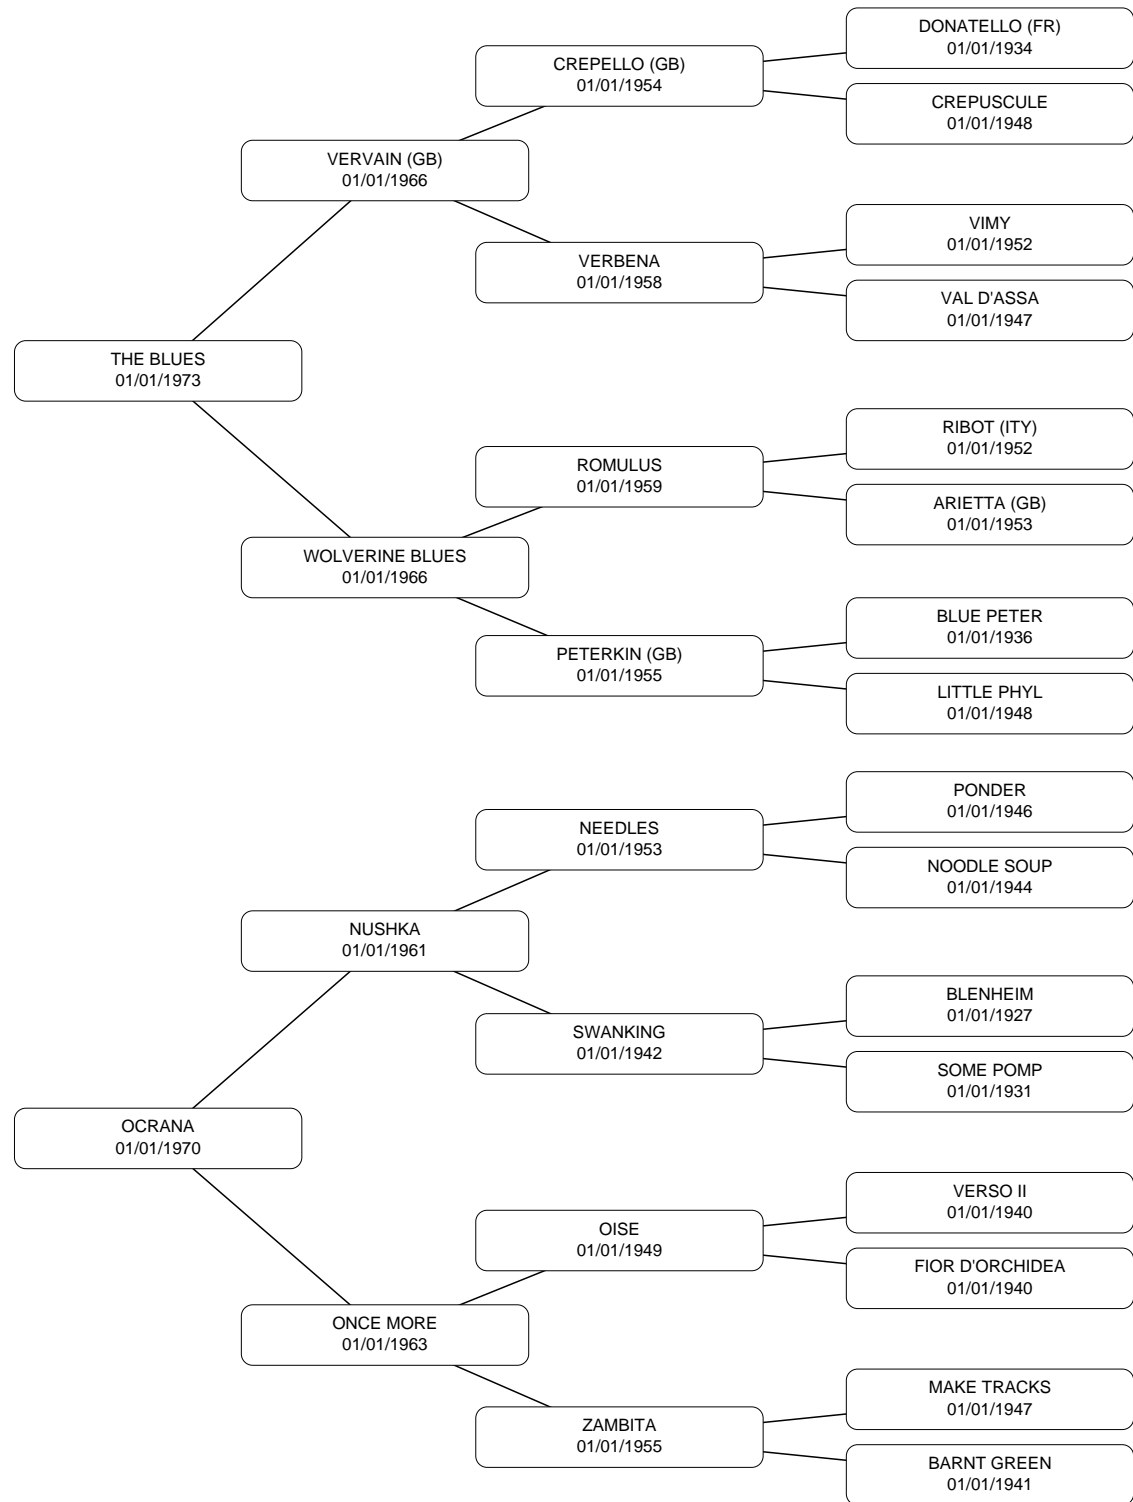 DONATELLO (FR)
01/01/1934
CREPELLO (GB)
01/01/1954
CREPUSCULE
01/01/1948
VERVAIN (GB)
01/01/1966
VIMY
01/01/1952
VERBENA
01/01/1958
VAL D'ASSA
01/01/1947
THE BLUES
01/01/1973
RIBOT (ITY)
01/01/1952
ROMULUS
01/01/1959
ARIETTA (GB)
01/01/1953
WOLVERINE BLUES
01/01/1966
BLUE PETER
01/01/1936
PETERKIN (GB)
01/01/1955
LITTLE PHYL
01/01/1948
PONDER
01/01/1946
NEEDLES
01/01/1953
NOODLE SOUP
01/01/1944
NUSHKA
01/01/1961
BLENHEIM
01/01/1927
SWANKING
01/01/1942
SOME POMP
01/01/1931
OCRANA
01/01/1970
VERSO II
01/01/1940
OISE
01/01/1949
FIOR D'ORCHIDEA
01/01/1940
ONCE MORE
01/01/1963
MAKE TRACKS
01/01/1947
ZAMBITA
01/01/1955
BARNT GREEN
01/01/1941